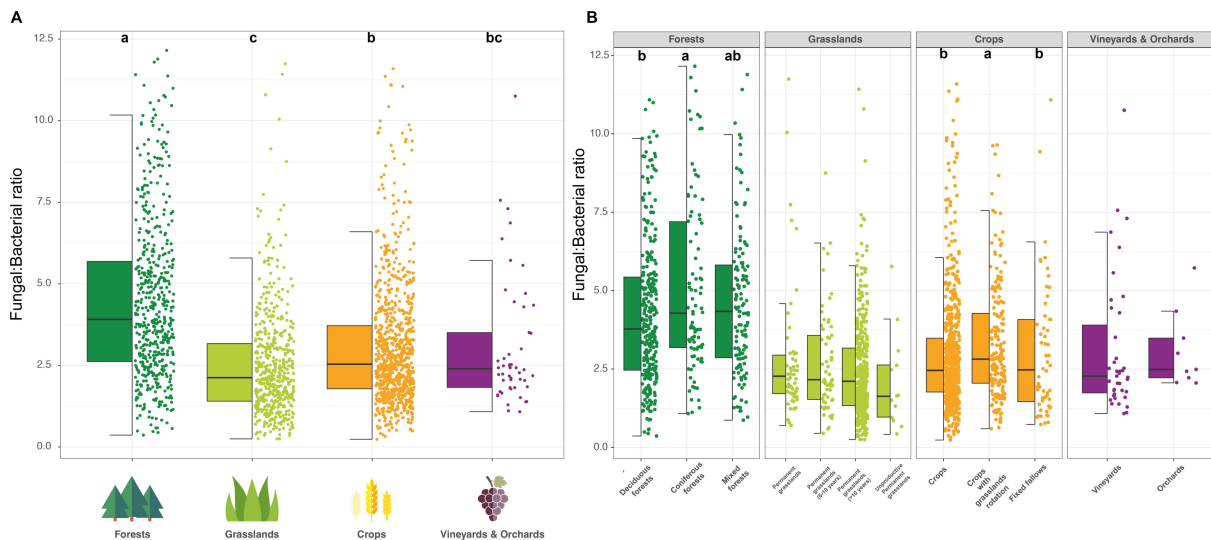 A
Fungal:Bacterial ratio
12.5
10.0
7.5
5.0
2.5
0.0
a
c
b
bc
Forests
Grasslands
Crops
Vineyards & Orchards
B
Fungal:Bacterial ratio
12.5
10.0
7.5
5.0
2.5
0.0
Forests
Grasslands
Crops
Vineyards & Orchards
b
a
ab
b
a
b
Deciduous
forests
Coniferous
forests
Mixed
forests
Permanent
grasslands
Permanent
grasslands
(6-10 years)
Permanent
grasslands
(>10 years)
Unproductive
Permanent grasslands
Crops
Crops
with
grasslands
rotation
Fixed fallows
Vineyards
Orchards